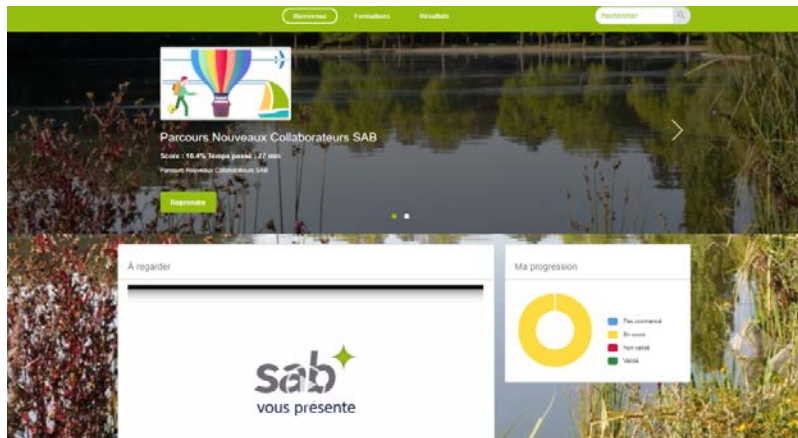 Bienvenue
Formations
Résultats
Rechercher
Parcours Nouveaux Collaborateurs SAB
Score : 18.4% Temps passé : 27 min
Parcours Nouveaux Collaborateurs SAB
Reprendre
À regarder
Ma progression
Pas commencé
En cours
Non validé
Validé
sab
vous présente